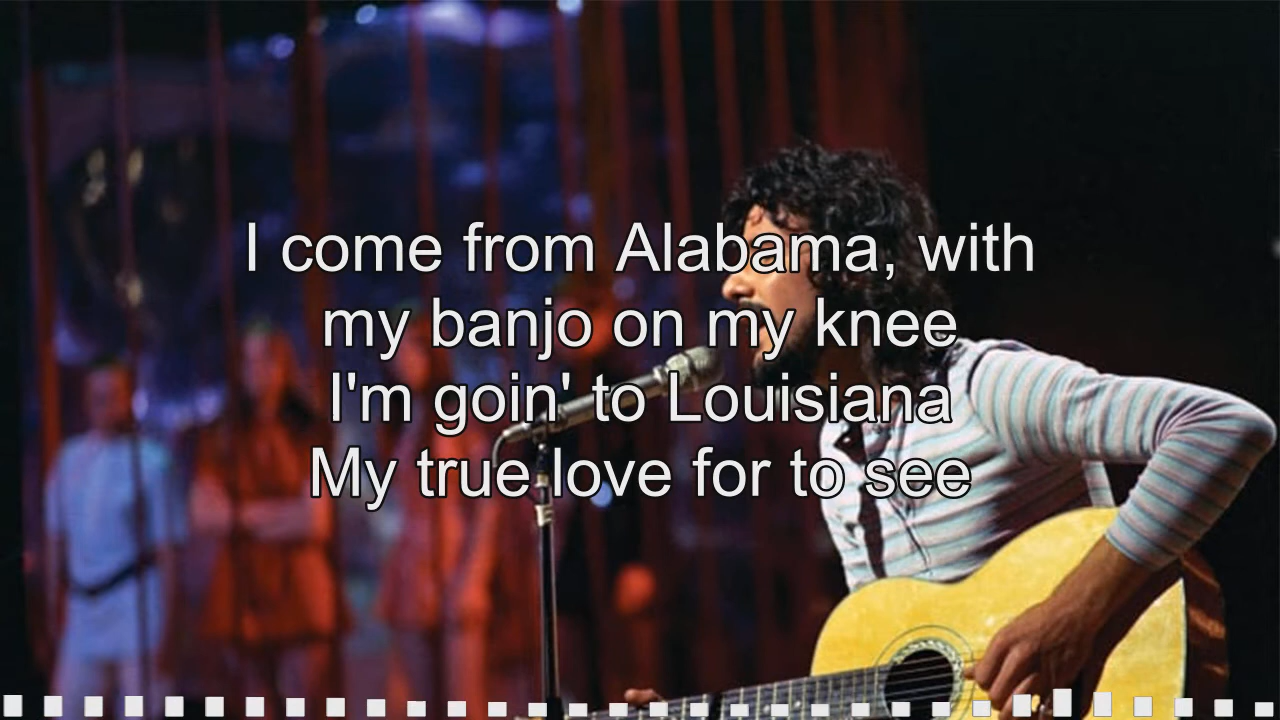 I come from Alabama, with
my banjo on my knee
I'm goin' to Louisiana
My true love for to see